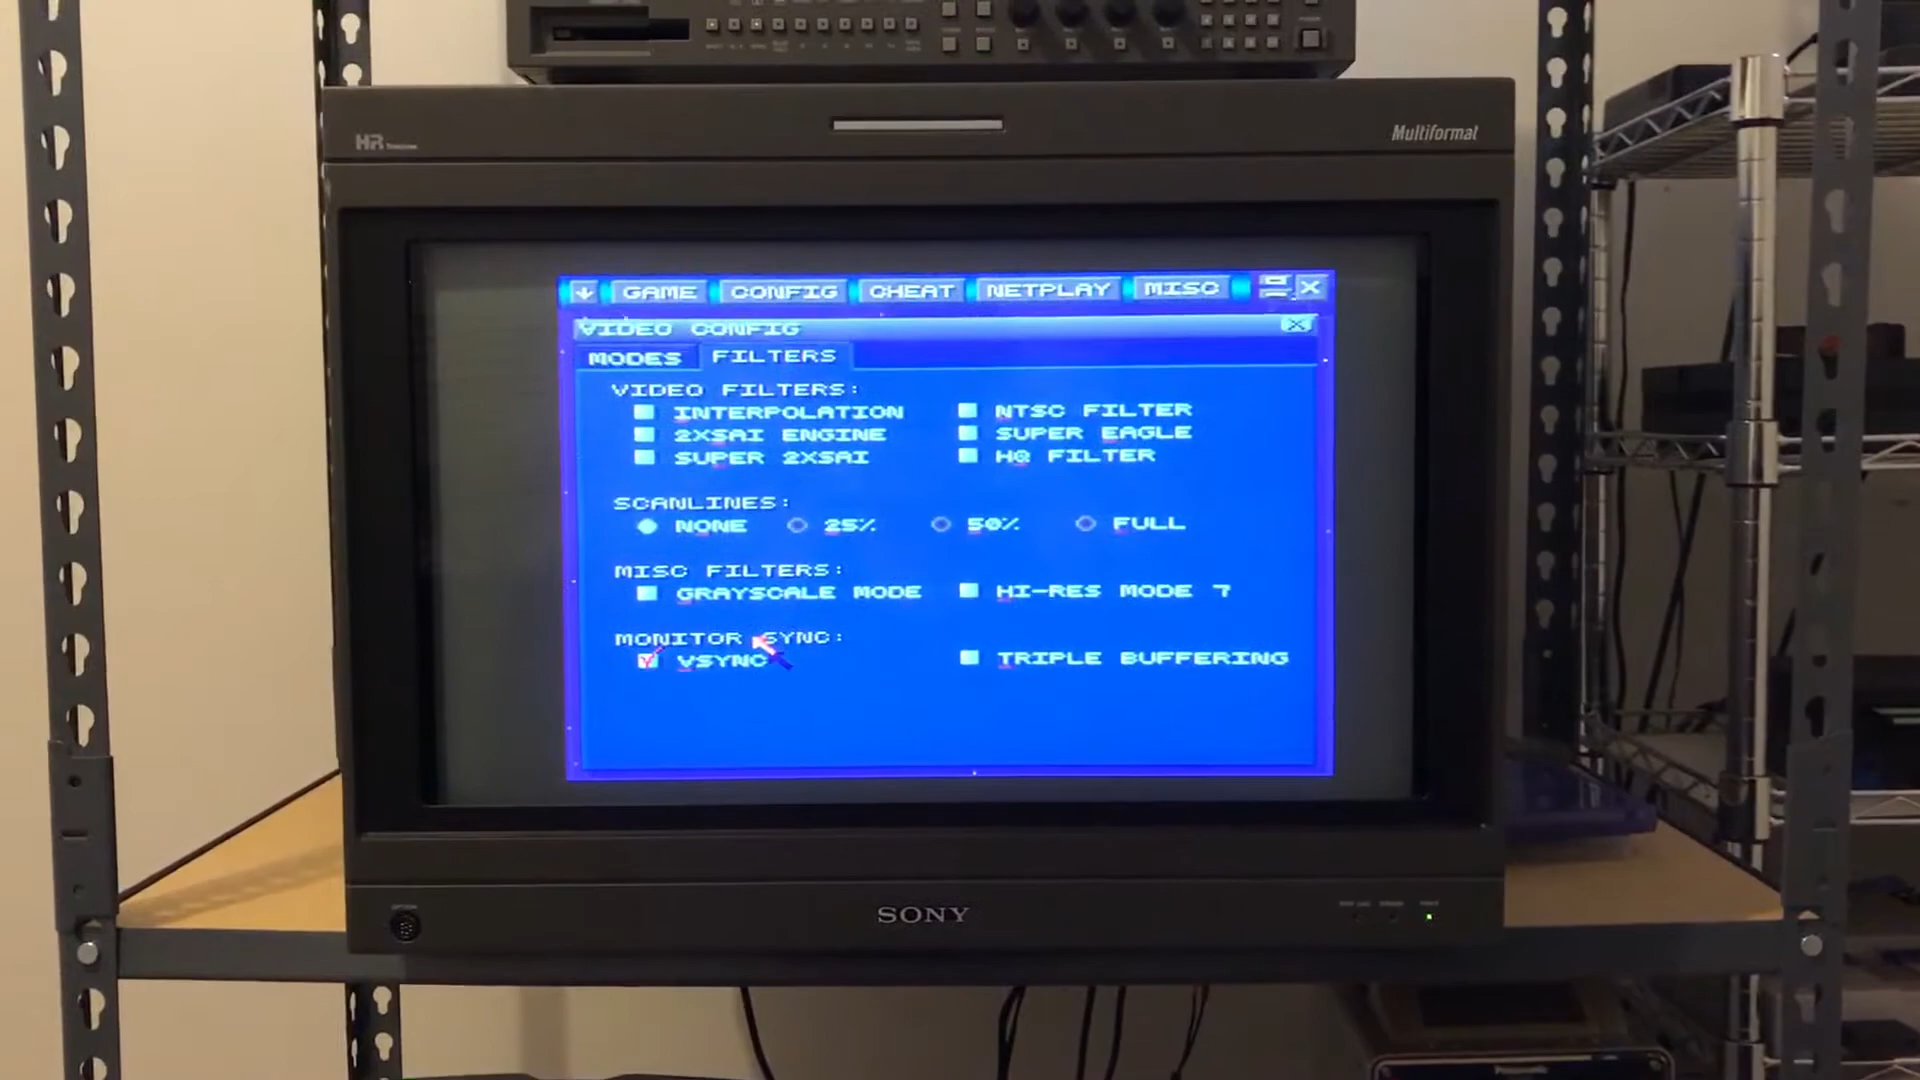 HR Trinitron
Multiformat
GAME CONFIG CHEAT NETPLAY MISC
VIDEO CONFIG
MODES FILTERS
VIDEO FILTERS:
INTERPOLATION NTSC FILTER
2XSAI ENGINE SUPER EAGLE
SUPER 2XSAI HQ FILTER
SCANLINES:
NONE 25% 50% FULL
MISC FILTERS:
GRAYSCALE MODE HI-RES MODE 7
MONITOR SYNC:
VSYNC TRIPLE BUFFERING
SONY
Panasonic